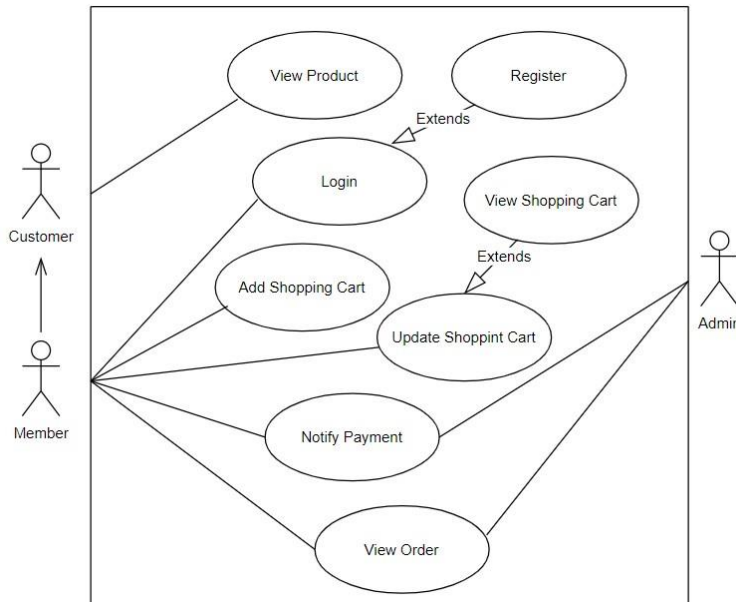 View Product
Register
Extends
Login
View Shopping Cart
Customer
Extends
Add Shopping Cart
Update Shoppint Cart
Admin
Member
Notify Payment
View Order